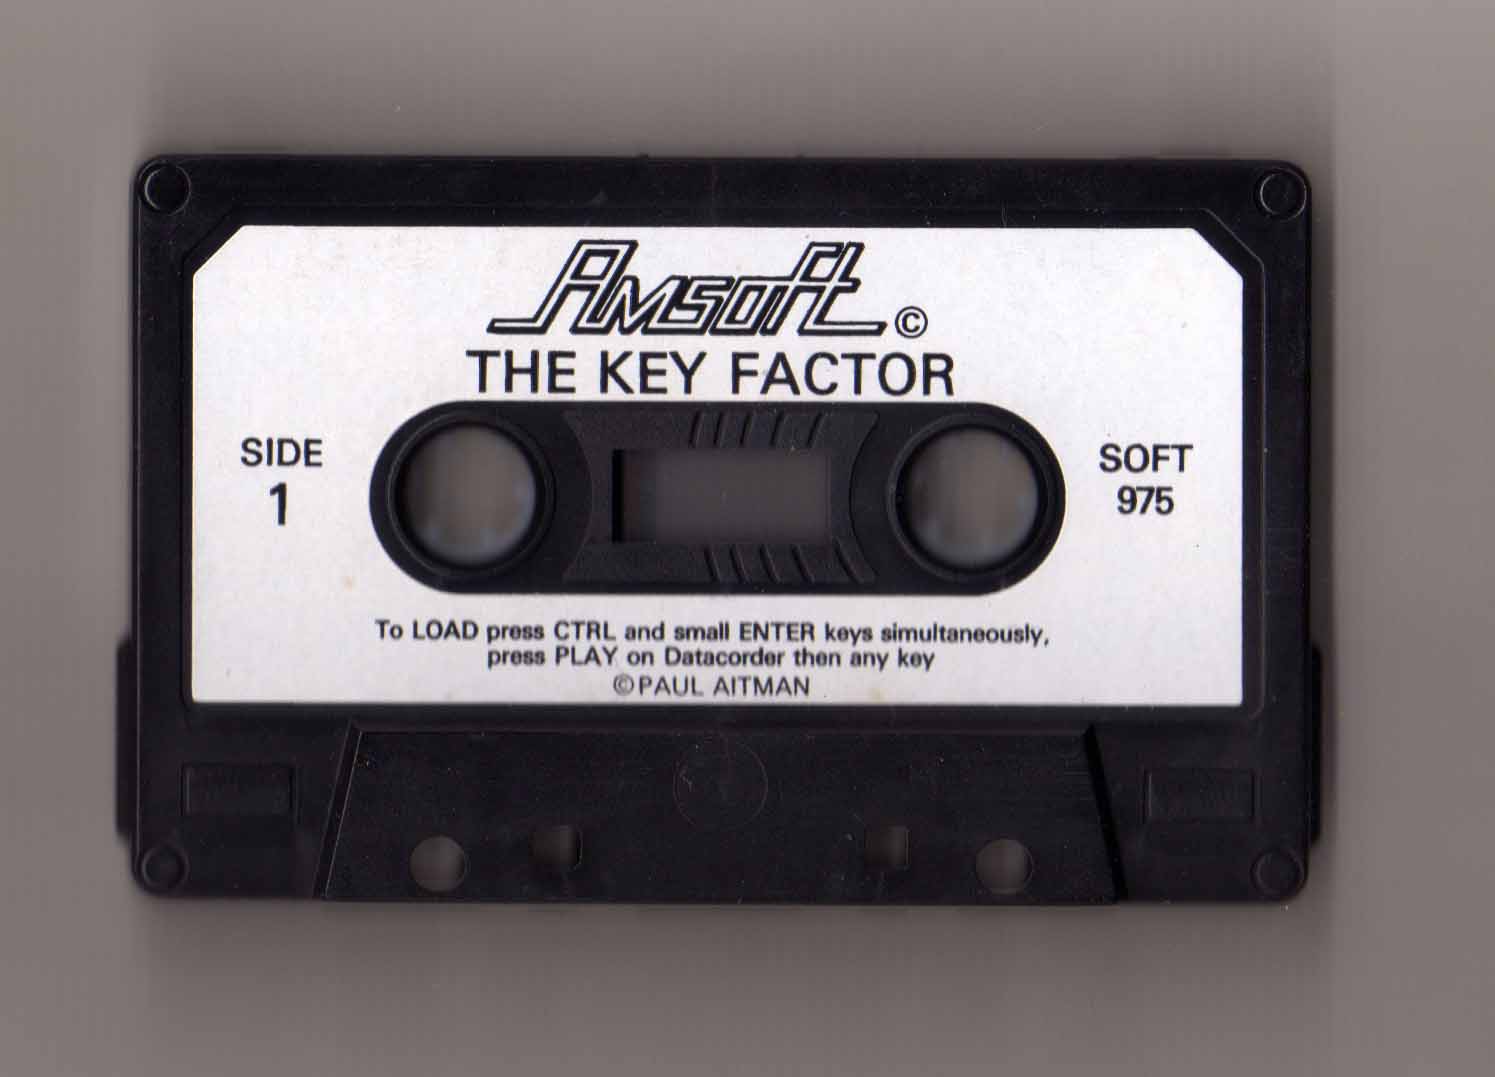 Amsoft ©
THE KEY FACTOR
SIDE
1
SOFT
975
To LOAD press CTRL and small ENTER keys simultaneously,
press PLAY on Datacorder then any key
©PAUL AITMAN